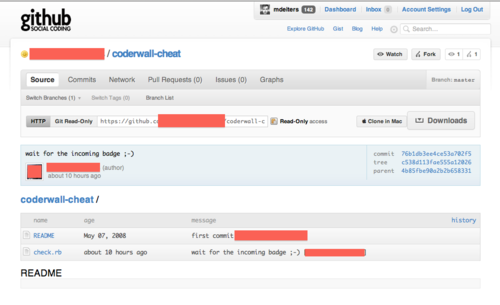 github
SOCIAL CODING
mdeiters 142 Dashboard Inbox 0 Account Settings Log Out
Explore GitHub Gist Blog Help Search...
/ coderwall-cheat
Watch Fork 1 1
Source Commits Network Pull Requests (0) Issues (0) Graphs Branch: master
Switch Branches (1) Switch Tags (0) Branch List
HTTP Git Read-Only https://github.c /coderwall-c Read-Only access Clone in Mac Downloads
wait for the incoming badge ;-)
(author)
about 10 hours ago
commit 76b1db3ee4ce53a702f5
tree c538d113fae555a12026
parent 4b85fbe90a2b2b658331
coderwall-cheat /
name age message history
README May 07, 2008 first commit
check.rb about 10 hours ago wait for the incoming badge ;-)
README